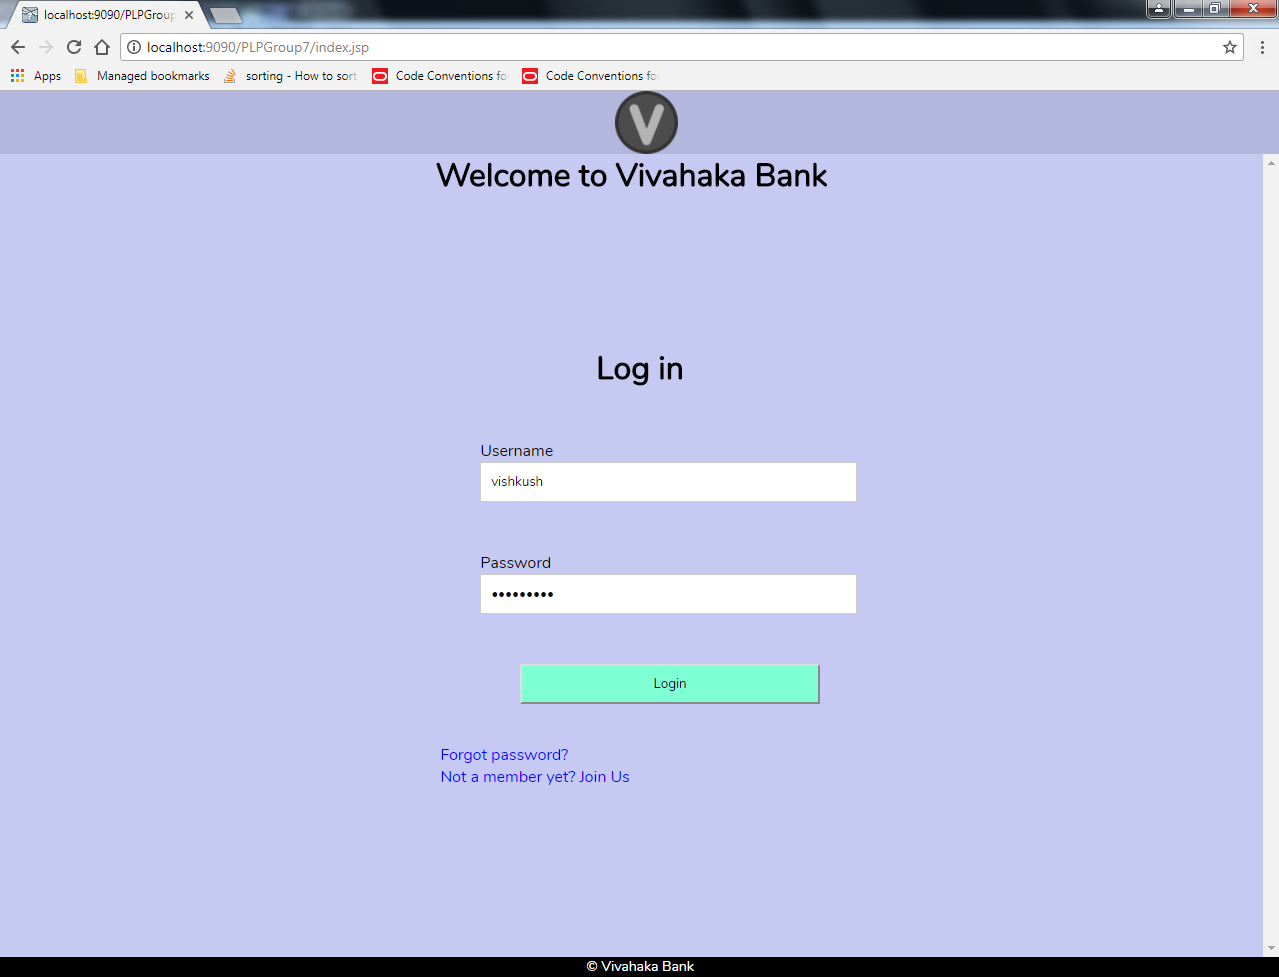 localhost:9090/PLPGroup
localhost:9090/PLPGroup7/index.jsp
Apps Managed bookmarks sorting - How to sort Code Conventions fo Code Conventions fo
V
Welcome to Vivahaka Bank
Log in
Username
vishkush
Password
•••••••••
Login
Forgot password?
Not a member yet? Join Us
© Vivahaka Bank